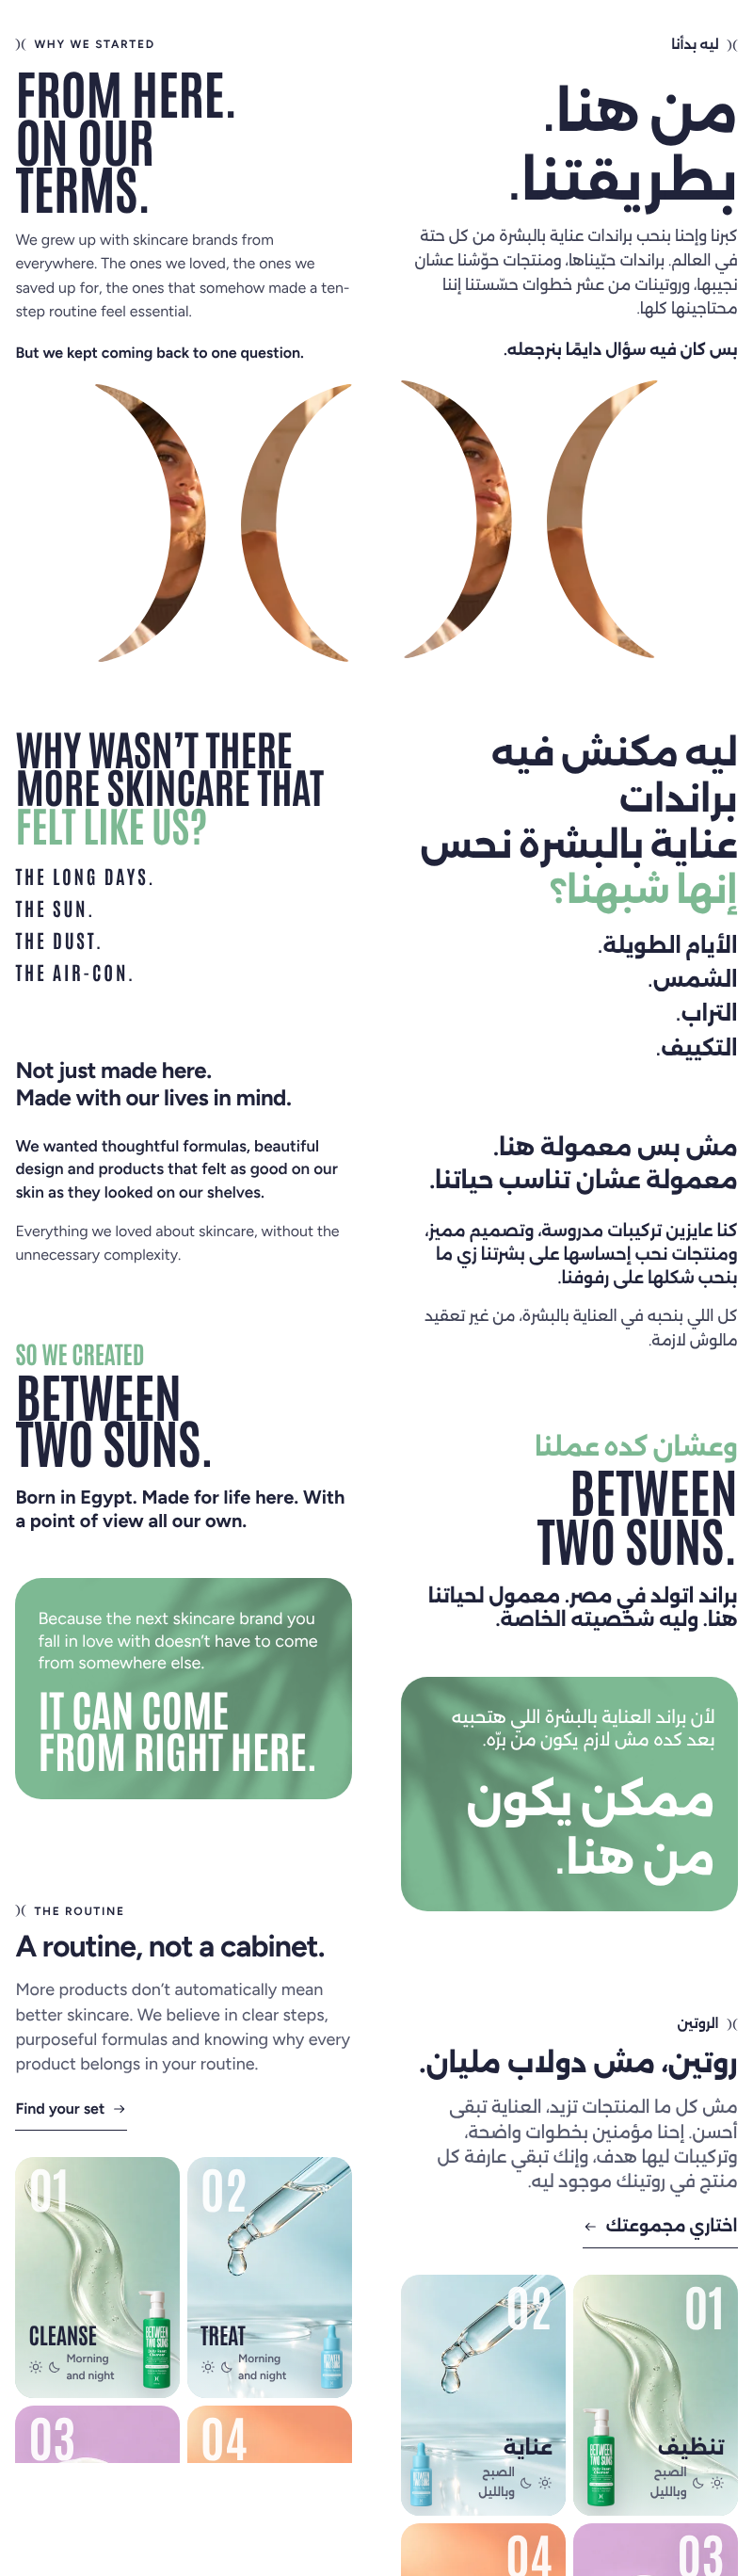 WHY WE STARTED
FROM HERE.
ON OUR
TERMS.
We grew up with skincare brands from
everywhere. The ones we loved, the ones we
saved up for, the ones that somehow made a ten-
step routine feel essential.
But we kept coming back to one question.
WHY WASN'T THERE
MORE SKINCARE THAT
FELT LIKE US?
THE LONG DAYS.
THE SUN.
THE DUST.
THE AIR-CON.
Not just made here.
Made with our lives in mind.
We wanted thoughtful formulas, beautiful
design and products that felt as good on our
skin as they looked on our shelves.
Everything we loved about skincare, without the
unnecessary complexity.
SO WE CREATED
BETWEEN
TWO SUNS.
Born in Egypt. Made for life here. With
a point of view all our own.
Because the next skincare brand you
fall in love with doesn't have to come
from somewhere else.
IT CAN COME
FROM RIGHT HERE.
THE ROUTINE
A routine, not a cabinet.
More products don't automatically mean
better skincare. We believe in clear steps,
purposeful formulas and knowing why every
product belongs in your routine.
Find your set →
01
CLEANSE
Morning
and night
BETWEEN
TWO SUNS
02
TREAT
Morning
and night
03
04
ليه بدأنا
من هنا.
بطريقتنا.
كبرنا وإحنا بنحب براندات عناية بالبشرة من كل حتة
في العالم. براندات حبّيناها، ومنتجات حوّشنا عشان
نجيبها، وروتينات من عشر خطوات حسّستنا إننا
محتاجينها كلها.
بس كان فيه سؤال دايمًا بنرجعله.
ليه مكنش فيه
براندات
عناية بالبشرة نحس
إنها شبهنا؟
الأيام الطويلة.
الشمس.
التراب.
التكييف.
مش بس معمولة هنا.
معمولة عشان تناسب حياتنا.
كنا عايزين تركيبات مدروسة، وتصميم مميز،
ومنتجات نحب إحساسها على بشرتنا زي ما
بنحب شكلها على رفوفنا.
كل اللي بنحبه في العناية بالبشرة، من غير تعقيد
مالوش لازمة.
وعشان كده عملنا
BETWEEN
TWO SUNS.
براند اتولد في مصر. معمول لحياتنا
هنا. وليه شخصيته الخاصة.
لأن براند العناية بالبشرة اللي هتحبيه
بعد كده مش لازم يكون من برّه.
ممكن يكون
من هنا.
الروتين
روتين، مش دولاب مليان.
مش كل ما المنتجات تزيد، العناية تبقى
أحسن. إحنا مؤمنين بخطوات واضحة،
وتركيبات ليها هدف، وإنك تبقي عارفة كل
منتج في روتينك موجود ليه.
اختاري مجموعتك ←
01
تنظيف
الصبح
وبالليل
BETWEEN
TWO SUNS
02
عناية
الصبح
وبالليل
03
04